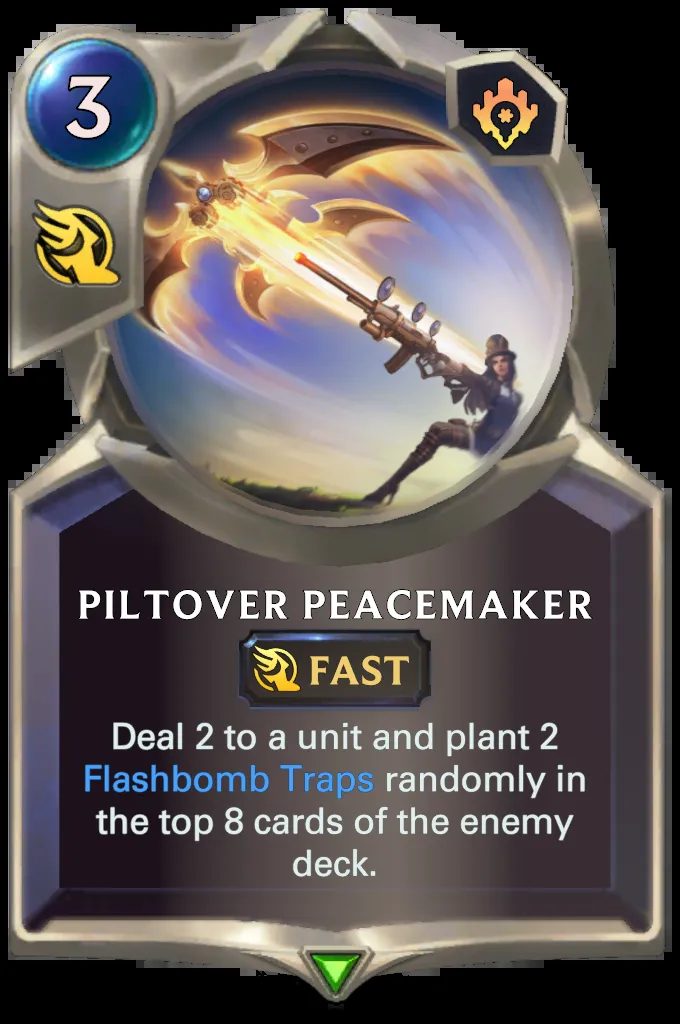 3
PILTOVER PEACEMAKER
FAST
Deal 2 to a unit and plant 2
Flashbomb Traps randomly in
the top 8 cards of the enemy
deck.